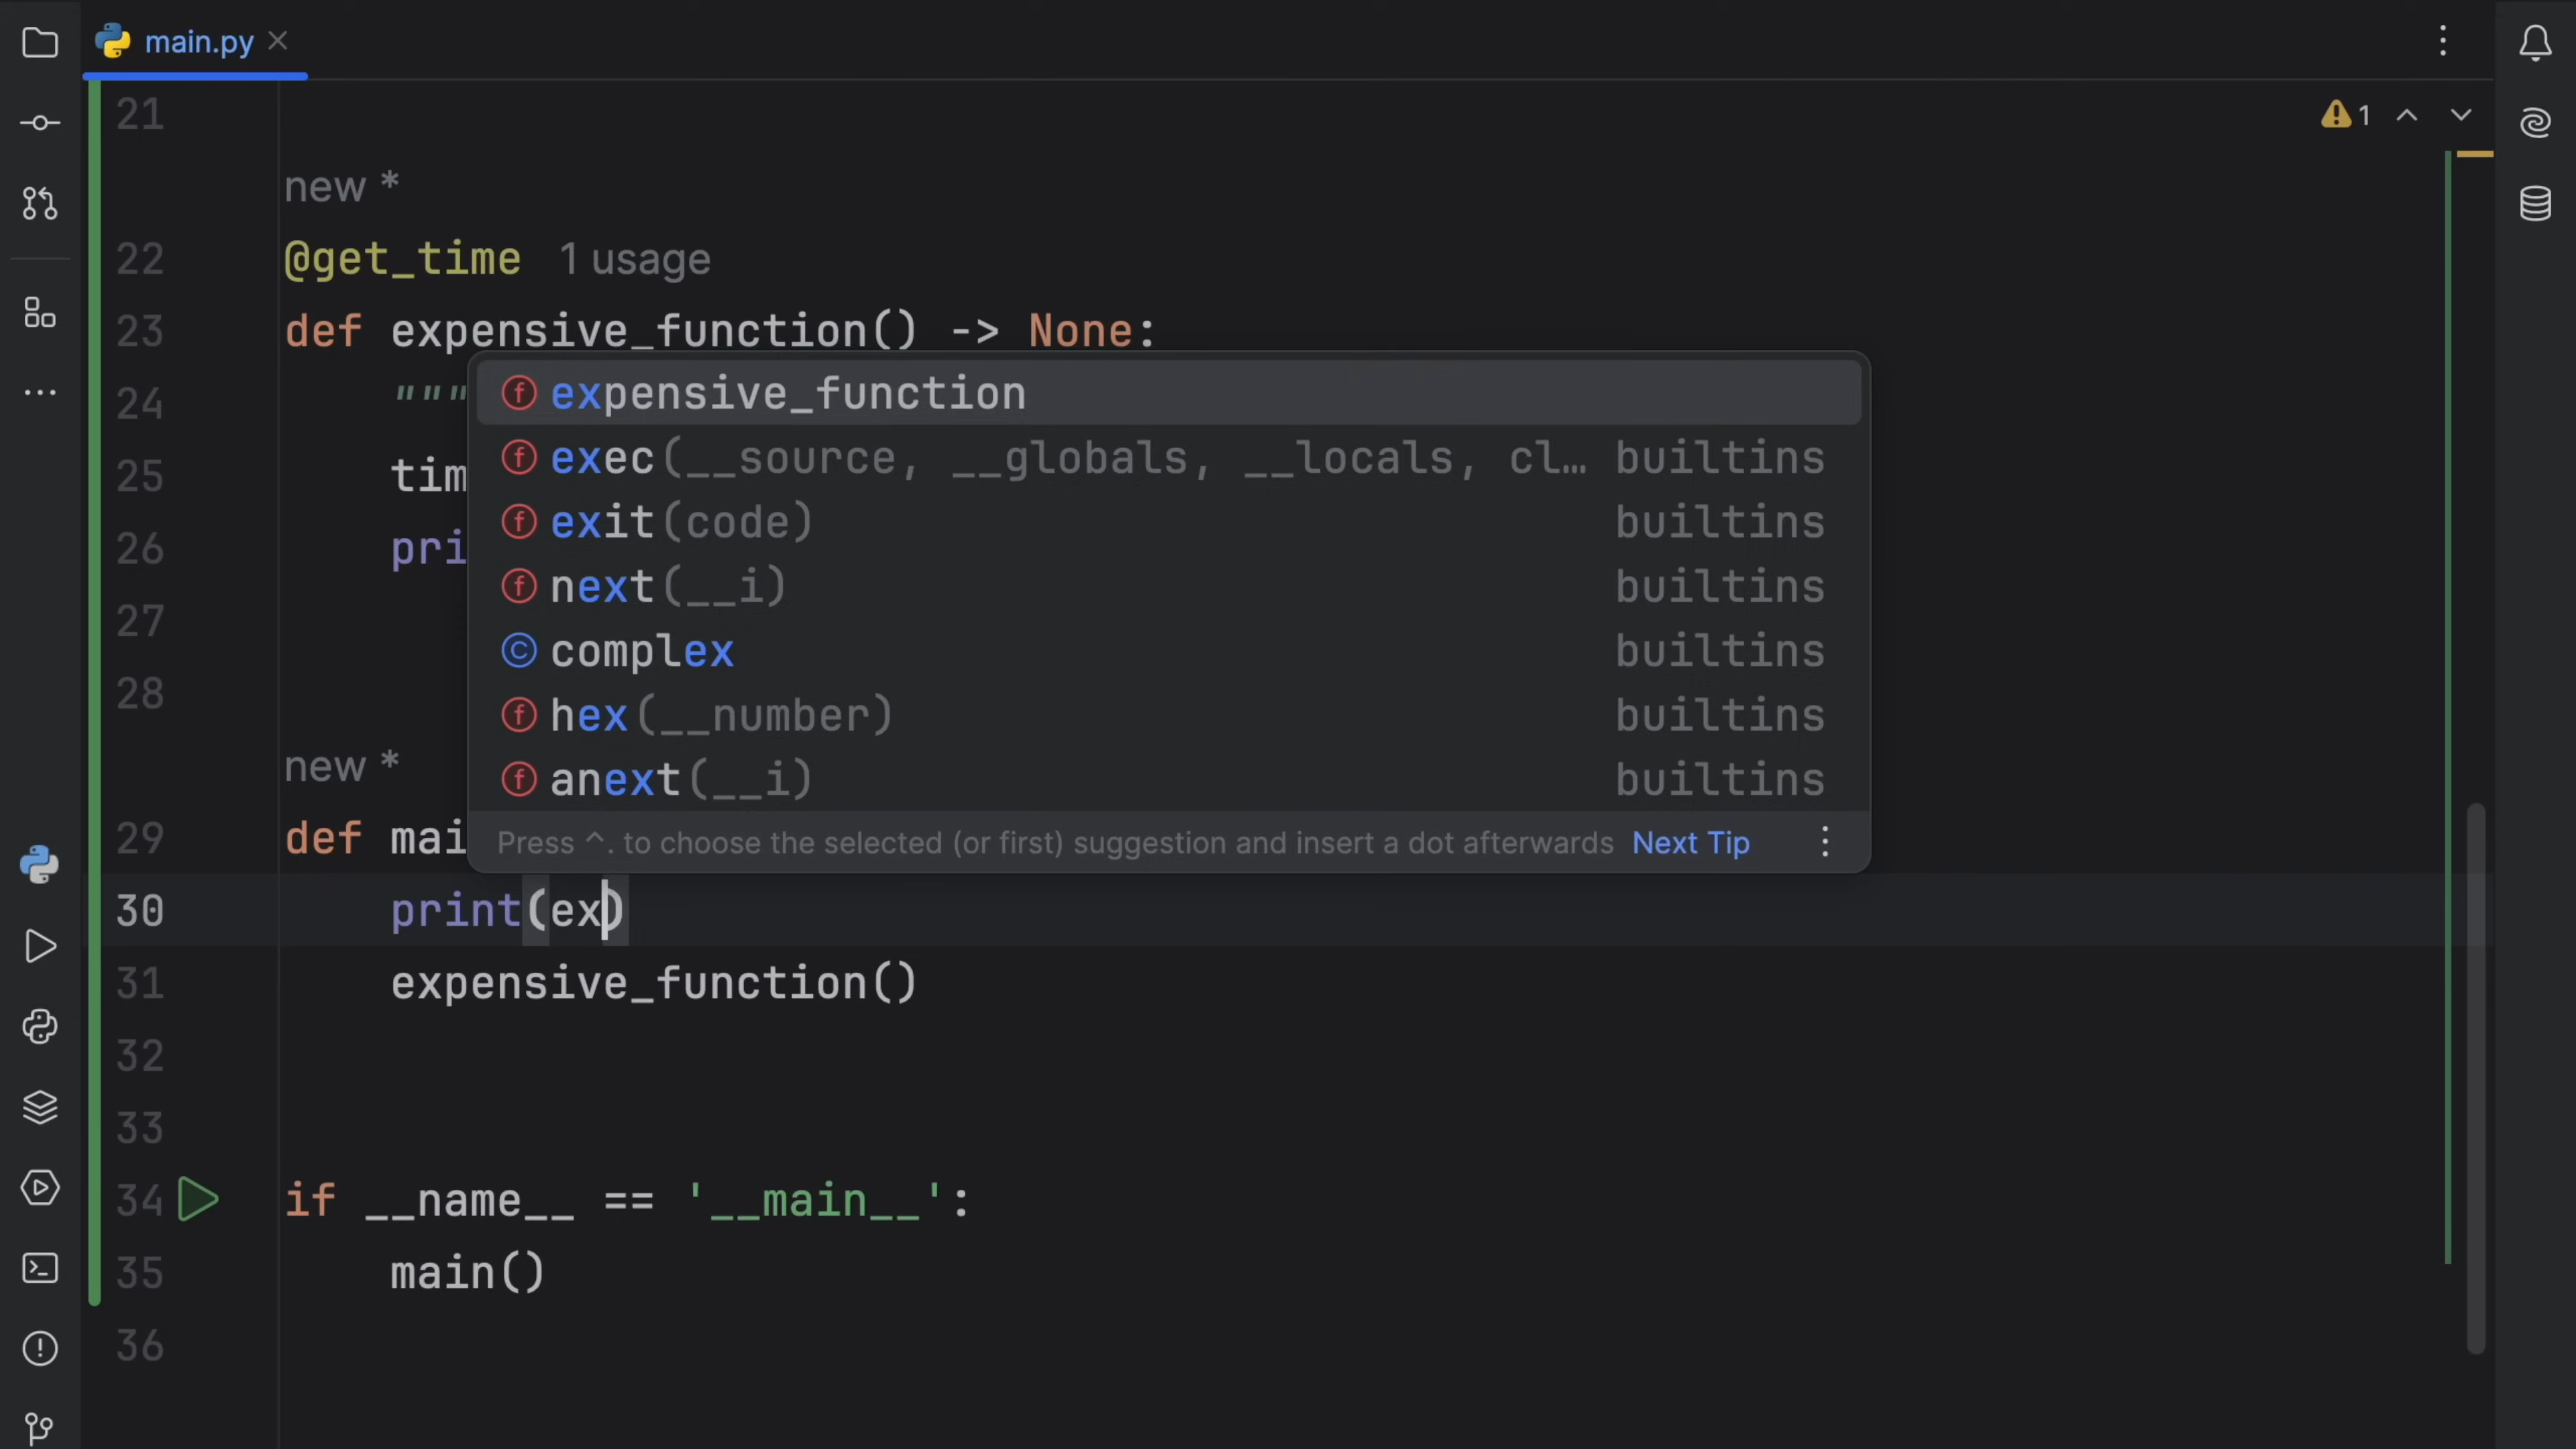 main.py
1
21
new *
22 @get_time 1 usage
23 def expensive_function() -> None:
24 """
25 tim
26 pri
27
28
expensive_function
exec(__source, __globals, __locals, cl… builtins
exit(code) builtins
next(__i) builtins
complex builtins
hex(__number) builtins
anext(__i) builtins
Press ^. to choose the selected (or first) suggestion and insert a dot afterwards Next Tip
new *
29 def mai
30 print(ex)
31 expensive_function()
32
33
34 if __name__ == '__main__':
35 main()
36